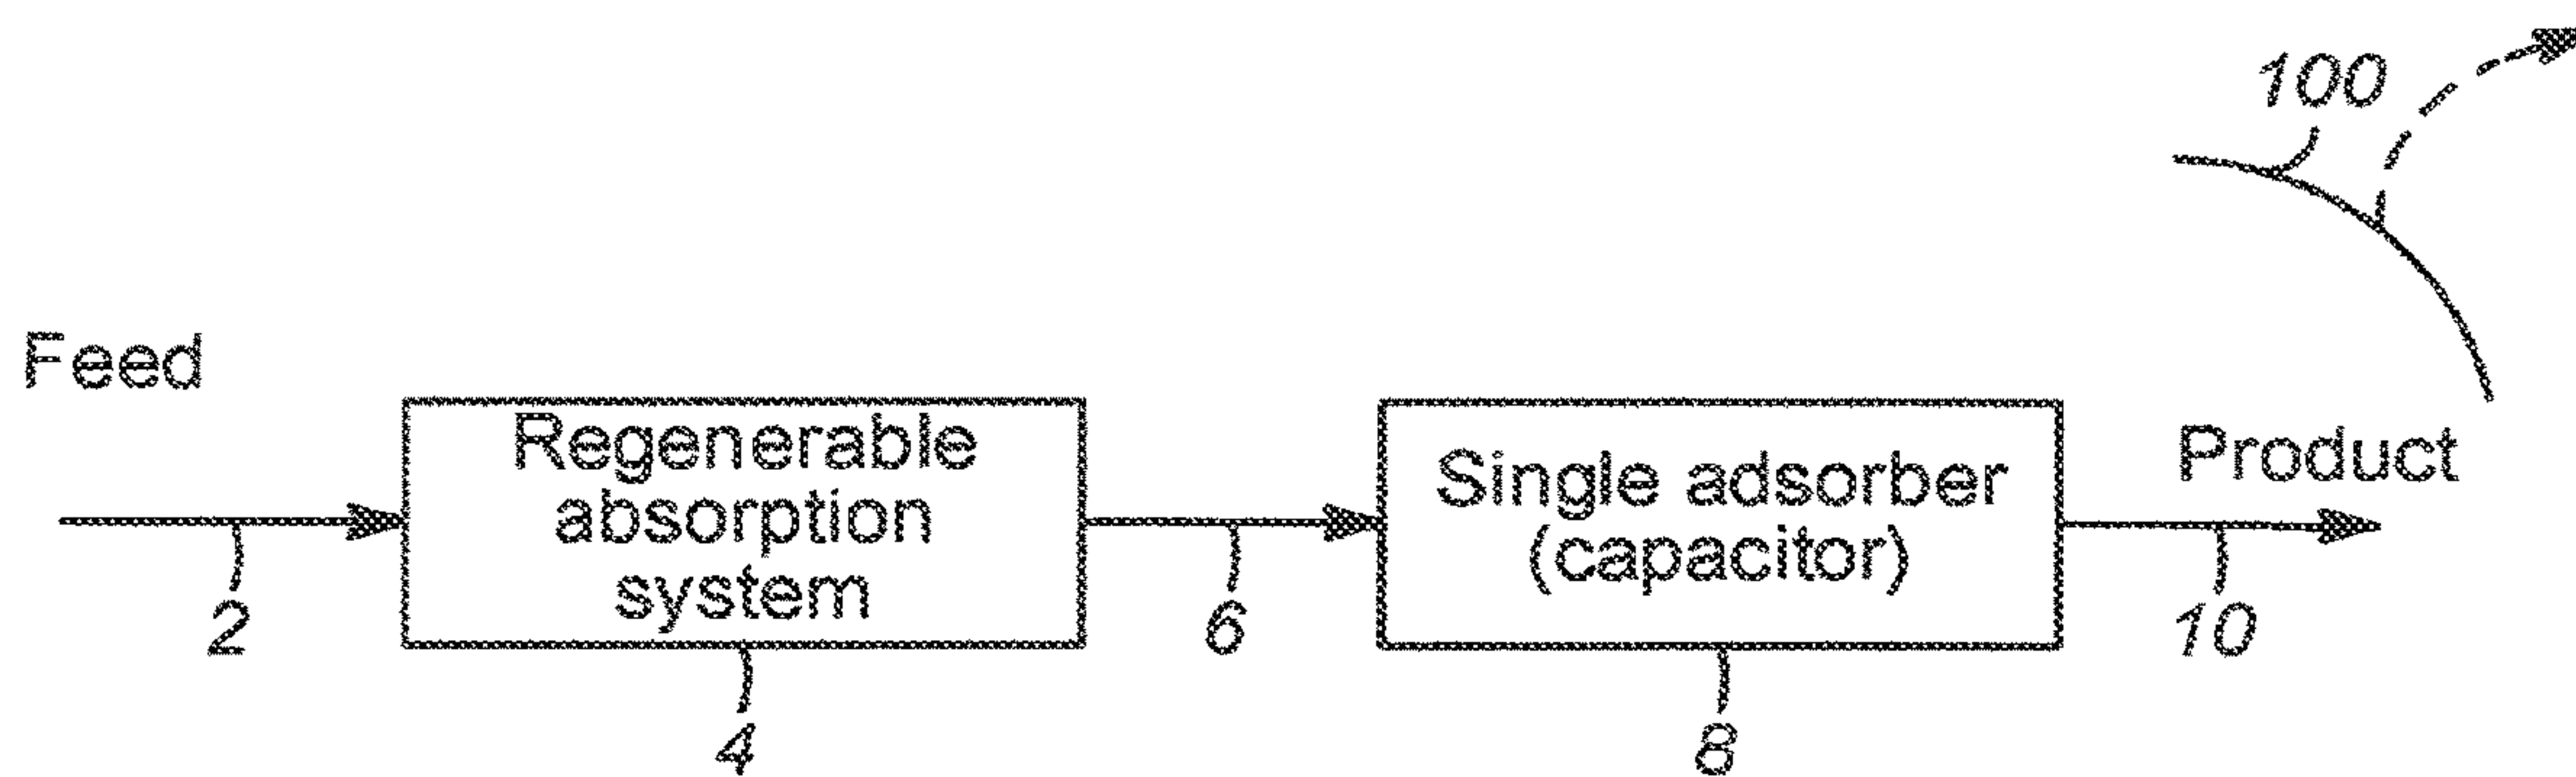 100
Feed
Regenerable
absorption
system
Single adsorber
(capacitor)
Product
2
6
10
4
8